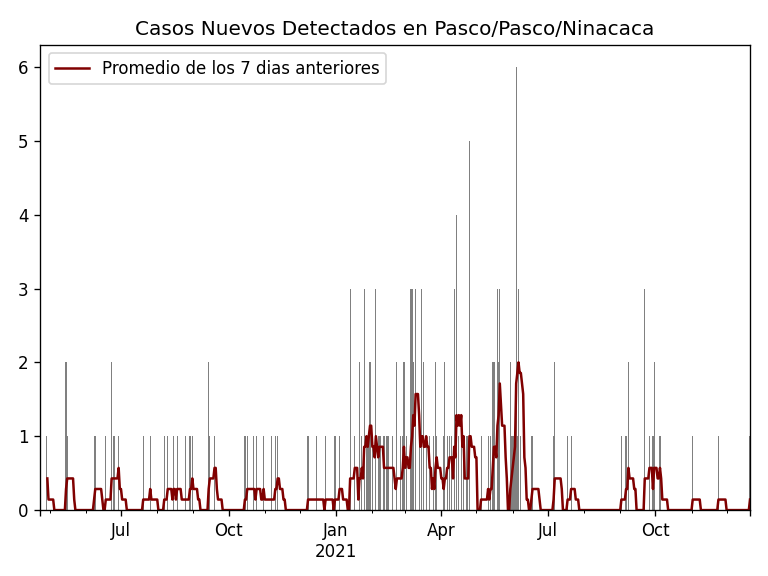 Casos Nuevos Detectados en Pasco/Pasco/Ninacaca
Promedio de los 7 dias anteriores
6
5
4
3
2
1
0
Jul Oct Jan Apr Jul Oct
2021